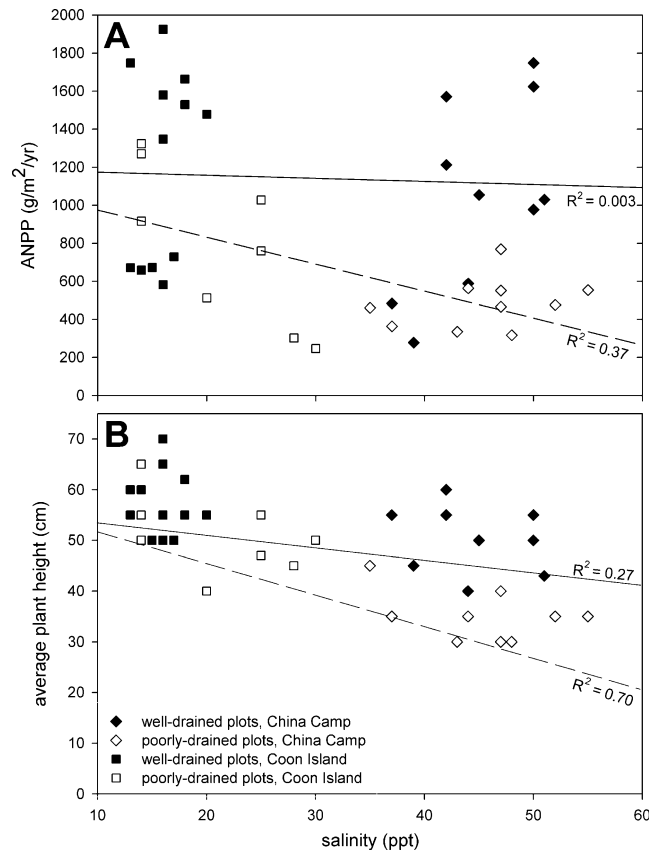 A
2000
1800
1600
1400
1200
1000
800
600
400
200
0
ANPP (g/m²/yr)
R² = 0.003
R² = 0.37
B
70
60
50
40
30
20
10
0
average plant height (cm)
R² = 0.27
R² = 0.70
well-drained plots, China Camp
poorly-drained plots, China Camp
well-drained plots, Coon Island
poorly-drained plots, Coon Island
10 20 30 40 50 60
salinity (ppt)